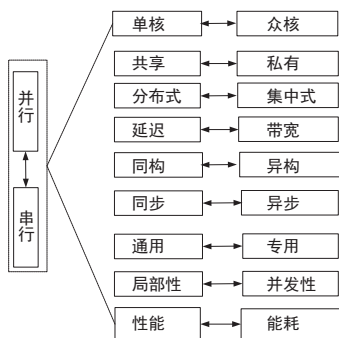 单核 众核
共享 私有
分布式 集中式
延迟 带宽
同构 异构
同步 异步
通用 专用
局部性 并发性
性能 能耗
并行
串行